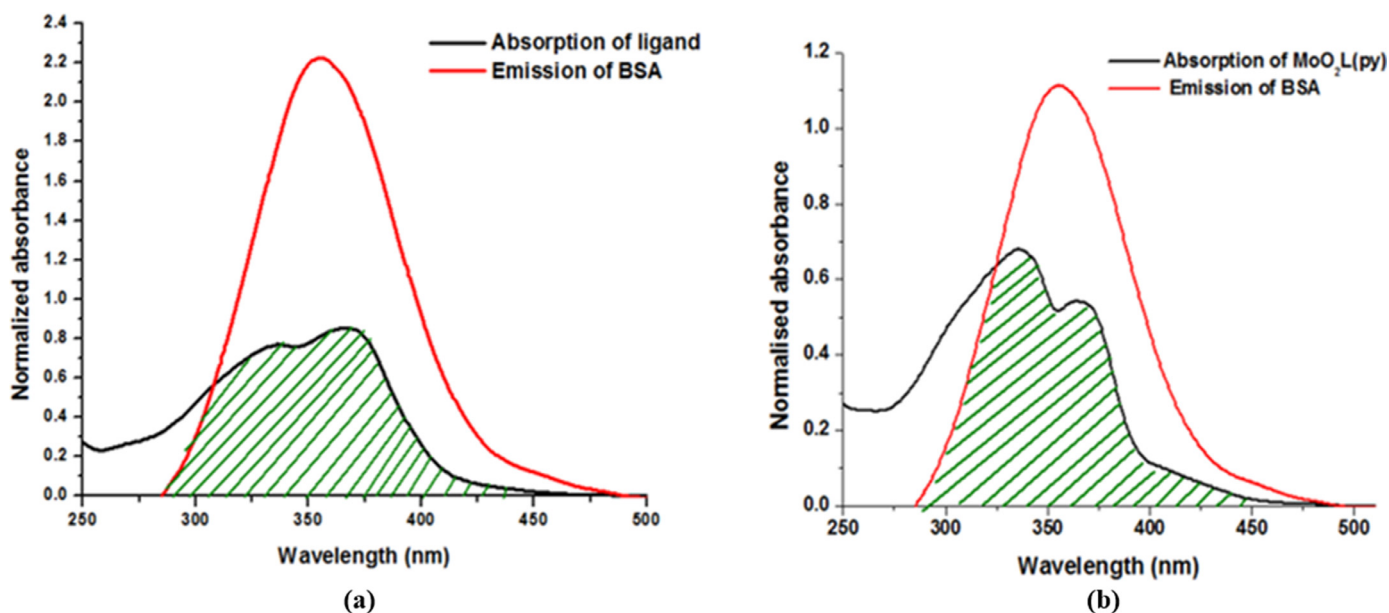 2.4
2.2
2.0
1.8
1.6
1.4
1.2
1.0
0.8
0.6
0.4
0.2
0.0
Normalized absorbance
Absorption of ligand
Emission of BSA
250 300 350 400 450 500
Wavelength (nm)
(a)
1.2
1.0
0.8
0.6
0.4
0.2
0.0
Normalised absorbance
Absorption of MoO₂L(py)
Emission of BSA
250 300 350 400 450 500
Wavelength (nm)
(b)